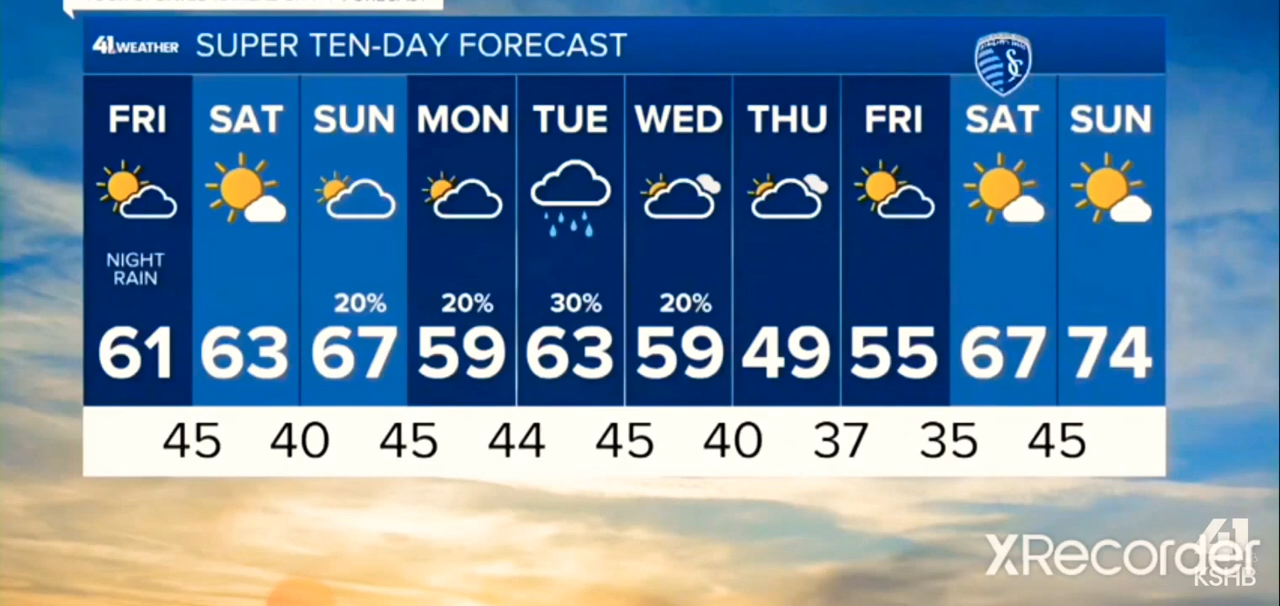 41 WEATHER SUPER TEN-DAY FORECAST
FRI SAT SUN MON TUE WED THU FRI SAT SUN
NIGHT
RAIN
20% 20% 30% 20%
61 63 67 59 63 59 49 55 67 74
45 40 45 44 45 40 37 35 45
XRecorder
41
KSHB